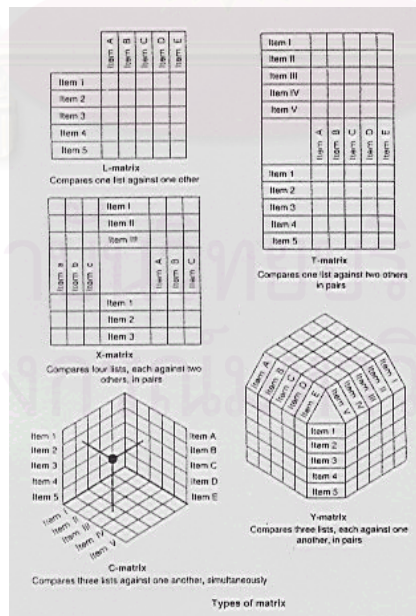 Item A
Item B
Item C
Item D
Item E
Item 1
Item 2
Item 3
Item 4
Item 5
L-matrix
Compares one list against one other
Item I
Item II
Item III
Item IV
Item V
Item A
Item B
Item C
Item D
Item E
Item 1
Item 2
Item 3
Item 4
Item 5
T-matrix
Compares one list against two others
in pairs
Item I
Item II
Item III
Item a
Item b
Item c
Item A
Item B
Item C
Item 1
Item 2
Item 3
X-matrix
Compares four lists, each against two
others, in pairs
Item A
Item B
Item C
Item D
Item E
Item I
Item II
Item III
Item IV
Item V
Item 1
Item 2
Item 3
Item 4
Item 5
Y-matrix
Compares three lists, each against one
another, in pairs
Item 1
Item 2
Item 3
Item 4
Item 5
Item A
Item B
Item C
Item D
Item E
Item I
Item II
Item III
Item IV
Item V
C-matrix
Compares three lists against one another, simultaneously
Types of matrix